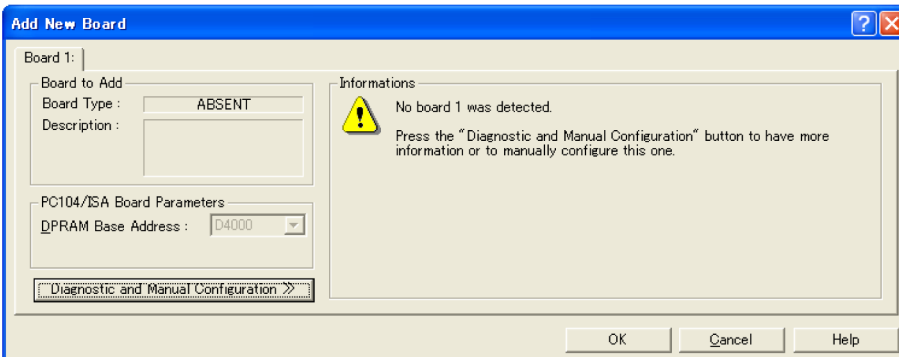 Add New Board
Board 1:
Board to Add
Board Type :
ABSENT
Description :
PC104/ISA Board Parameters
DPRAM Base Address :
D4000
Diagnostic and Manual Configuration >>
Informations
No board 1 was detected.
Press the "Diagnostic and Manual Configuration" button to have more
information or to manually configure this one.
OK
Cancel
Help